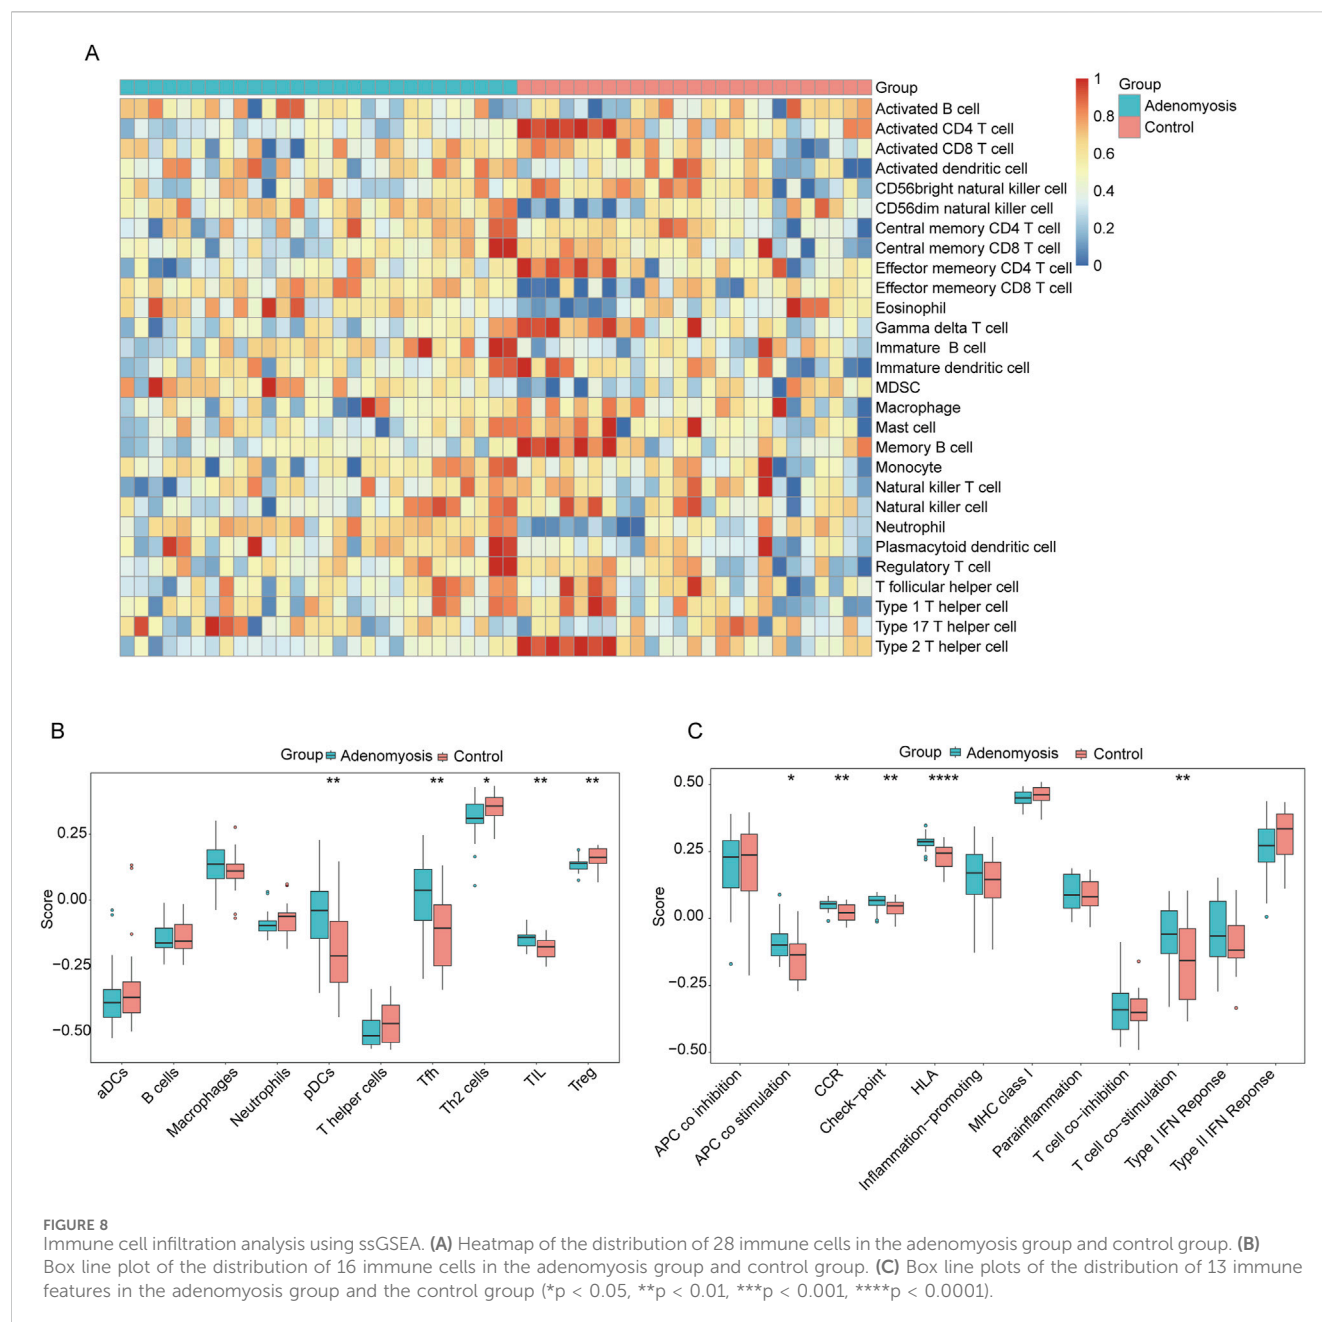 A
Group
Activated B cell
Activated CD4 T cell
Activated CD8 T cell
Activated dendritic cell
CD56bright natural killer cell
CD56dim natural killer cell
Central memory CD4 T cell
Central memory CD8 T cell
Effector memeory CD4 T cell
Effector memeory CD8 T cell
Eosinophil
Gamma delta T cell
Immature B cell
Immature dendritic cell
MDSC
Macrophage
Mast cell
Memory B cell
Monocyte
Natural killer T cell
Natural killer cell
Neutrophil
Plasmacytoid dendritic cell
Regulatory T cell
T follicular helper cell
Type 1 T helper cell
Type 17 T helper cell
Type 2 T helper cell
1
0.8
0.6
0.4
0.2
0
Group
Adenomyosis
Control
B
Group Adenomyosis Control
** ** * ** **
0.25
0.00
−0.25
−0.50
Score
aDCs
B cells
Macrophages
Neutrophils
pDCs
T helper cells
Tfh
Th2 cells
TIL
Treg
C
Group Adenomyosis Control
* ** ** **** **
0.50
0.25
0.00
−0.25
−0.50
Score
APC co inhibition
APC co stimulation
CCR
Check−point
HLA
Inflammation−promoting
MHC class I
Parainflammation
T cell co−inhibition
T cell co−stimulation
Type I IFN Reponse
Type II IFN Reponse
FIGURE 8
Immune cell infiltration analysis using ssGSEA. (A) Heatmap of the distribution of 28 immune cells in the adenomyosis group and control group. (B)
Box line plot of the distribution of 16 immune cells in the adenomyosis group and control group. (C) Box line plots of the distribution of 13 immune
features in the adenomyosis group and the control group (*p < 0.05, **p < 0.01, ***p < 0.001, ****p < 0.0001).